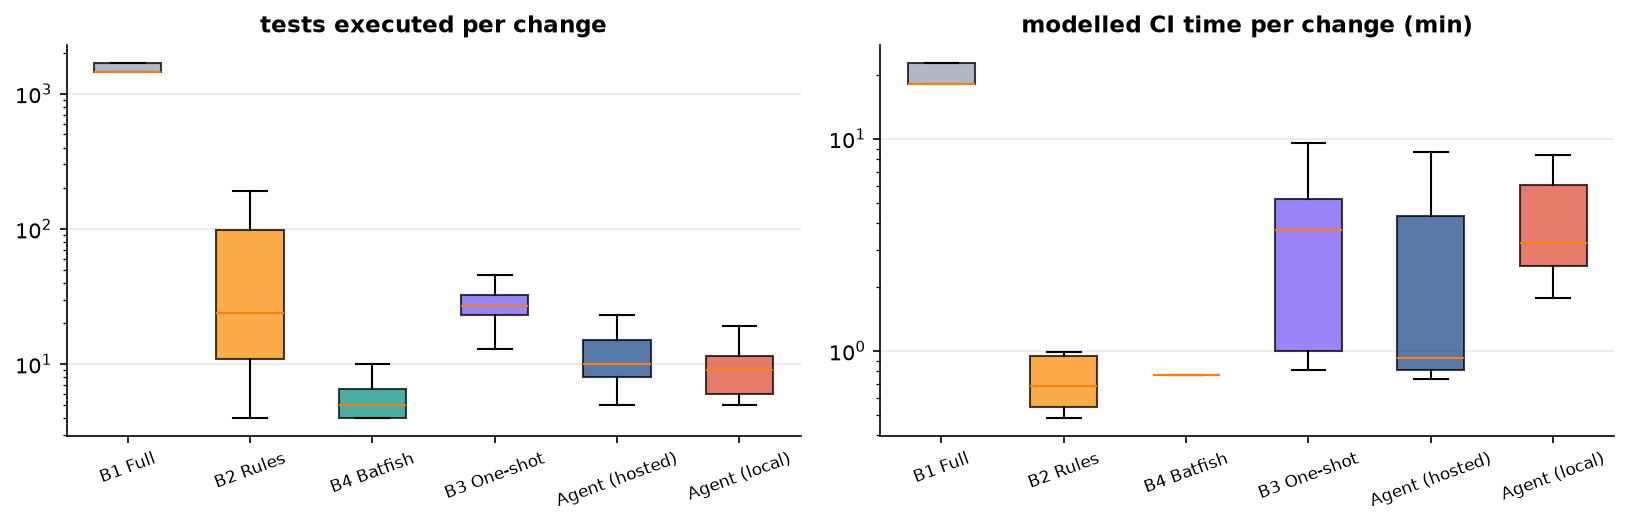 tests executed per change
10³
10²
10¹
B1 Full
B2 Rules
B4 Batfish
B3 One-shot
Agent (hosted)
Agent (local)
modelled CI time per change (min)
10¹
10⁰
B1 Full
B2 Rules
B4 Batfish
B3 One-shot
Agent (hosted)
Agent (local)